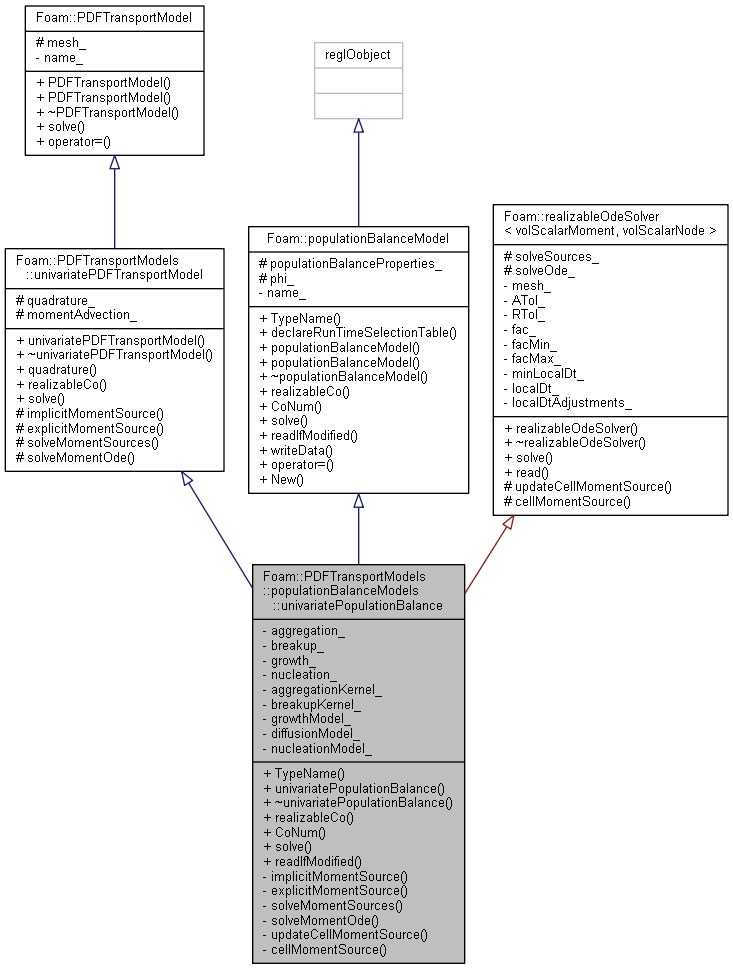 Foam::PDFTransportModel
# mesh_
- name_
+ PDFTransportModel()
+ PDFTransportModel()
+ ~PDFTransportModel()
+ solve()
+ operator=()
regIOobject
Foam::PDFTransportModels
::univariatePDFTransportModel
# quadrature_
# momentAdvection_
+ univariatePDFTransportModel()
+ ~univariatePDFTransportModel()
+ quadrature()
+ realizableCo()
+ solve()
# implicitMomentSource()
# explicitMomentSource()
# solveMomentSources()
# solveMomentOde()
Foam::populationBalanceModel
# populationBalanceProperties_
# phi_
- name_
+ TypeName()
+ declareRunTimeSelectionTable()
+ populationBalanceModel()
+ populationBalanceModel()
+ ~populationBalanceModel()
+ realizableCo()
+ CoNum()
+ solve()
+ readIfModified()
+ writeData()
+ operator=()
+ New()
Foam::realizableOdeSolver
< volScalarMoment, volScalarNode >
# solveSources_
# solveOde_
- mesh_
- ATol_
- RTol_
- fac_
- facMin_
- facMax_
- minLocalDt_
- localDt_
- localDtAdjustments_
+ realizableOdeSolver()
+ ~realizableOdeSolver()
+ solve()
+ read()
# updateCellMomentSource()
# cellMomentSource()
Foam::PDFTransportModels
::populationBalanceModels
::univariatePopulationBalance
- aggregation_
- breakup_
- growth_
- nucleation_
- aggregationKernel_
- breakupKernel_
- growthModel_
- diffusionModel_
- nucleationModel_
+ TypeName()
+ univariatePopulationBalance()
+ ~univariatePopulationBalance()
+ realizableCo()
+ CoNum()
+ solve()
+ readIfModified()
- implicitMomentSource()
- explicitMomentSource()
- solveMomentSources()
- solveMomentOde()
- updateCellMomentSource()
- cellMomentSource()